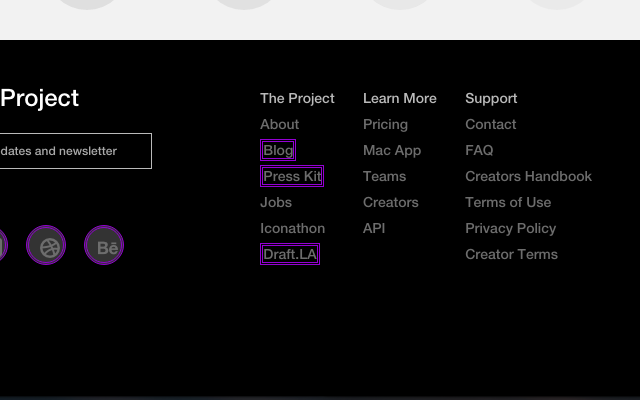 Project
dates and newsletter
Bē
The Project
About
Blog
Press Kit
Jobs
Iconathon
Draft.LA
Learn More
Pricing
Mac App
Teams
Creators
API
Support
Contact
FAQ
Creators Handbook
Terms of Use
Privacy Policy
Creator Terms